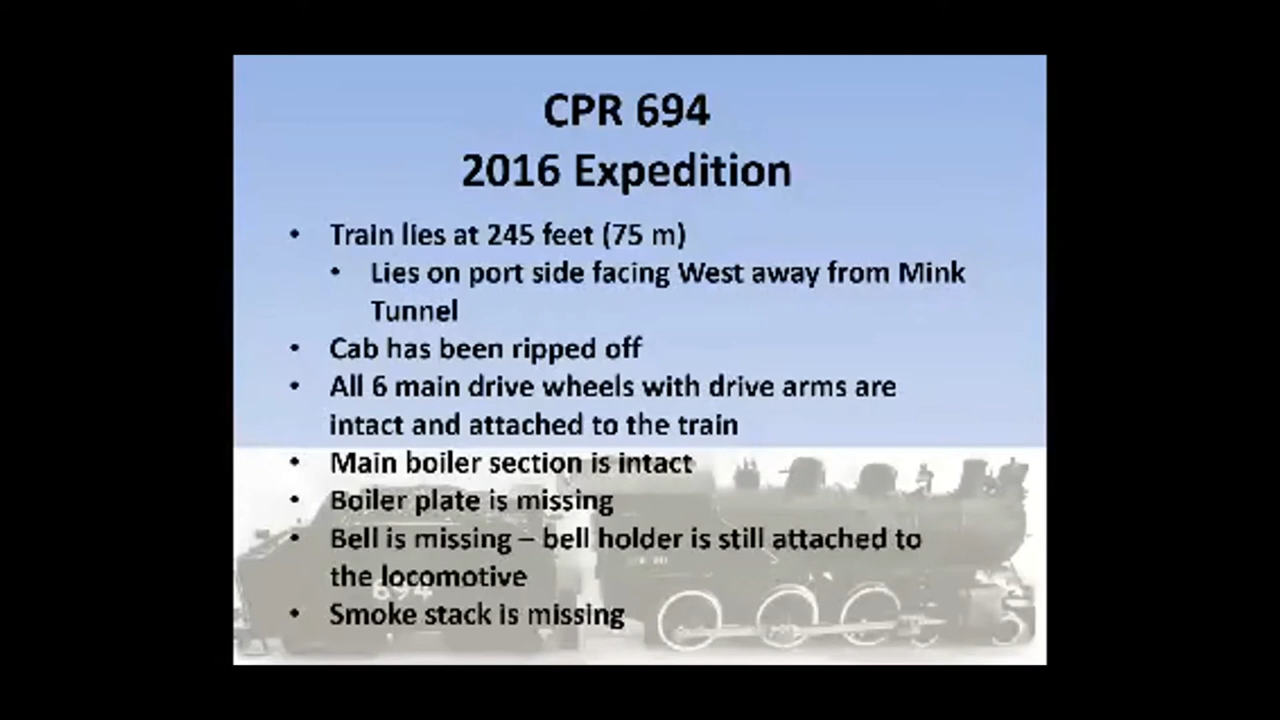 CPR 694
2016 Expedition
• Train lies at 245 feet (75 m)
• Lies on port side facing West away from Mink
Tunnel
• Cab has been ripped off
• All 6 main drive wheels with drive arms are
intact and attached to the train
• Main boiler section is intact
• Boiler plate is missing
• Bell is missing – bell holder is still attached to
the locomotive
694
• Smoke stack is missing